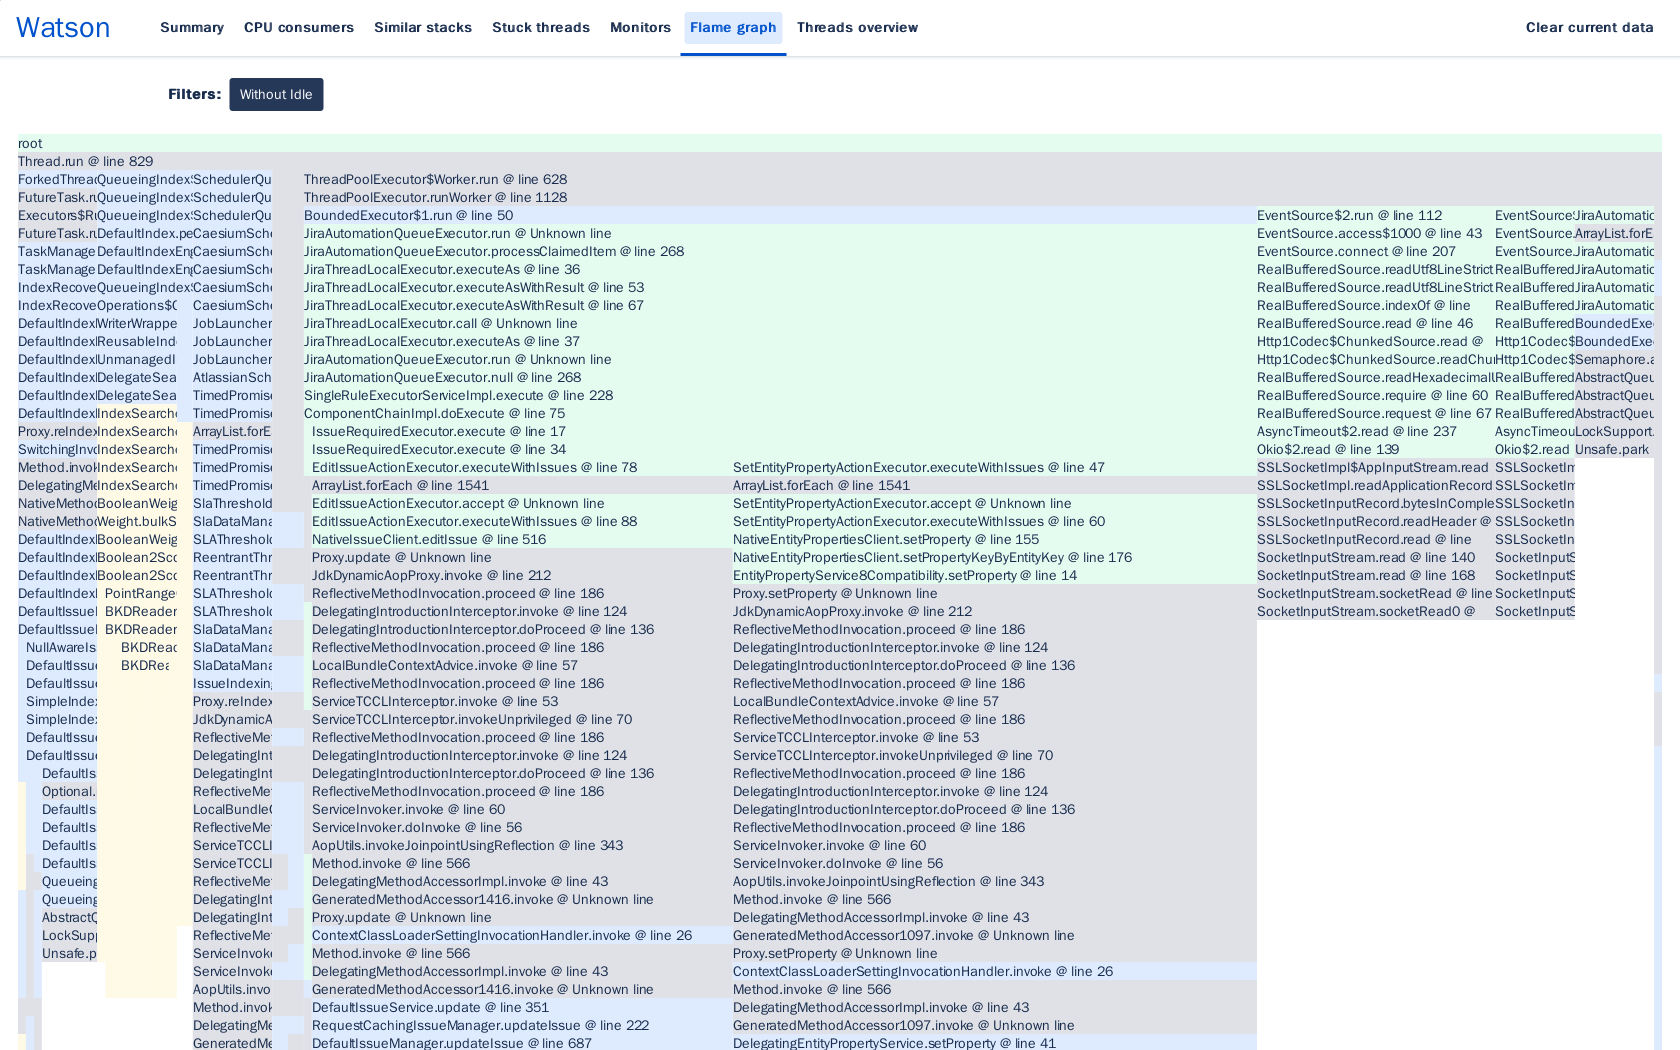 Watson Summary CPU consumers Similar stacks Stuck threads Monitors Flame graph Threads overview Clear current data
Filters: Without Idle
root
Thread.run @ line 829
ForkedThrea QueueingIndex SchedulerQu ThreadPoolExecutor$Worker.run @ line 628
FutureTask.ru QueueingIndex SchedulerQu ThreadPoolExecutor.runWorker @ line 1128
Executors$Ru QueueingIndex SchedulerQu BoundedExecutor$1.run @ line 50 EventSource$2.run @ line 112 EventSource JiraAutomatic
FutureTask.ru DefaultIndex.pe CaesiumSche JiraAutomationQueueExecutor.run @ Unknown line EventSource.access$1000 @ line 43 EventSource. ArrayList.forE
TaskManage DefaultIndexEn CaesiumSche JiraAutomationQueueExecutor.processClaimedItem @ line 268 EventSource.connect @ line 207 EventSource. JiraAutomatic
TaskManage DefaultIndexEn CaesiumSche JiraThreadLocalExecutor.executeAs @ line 36 RealBufferedSource.readUtf8LineStrict RealBuffered JiraAutomatic
IndexRecove QueueingIndex CaesiumSche JiraThreadLocalExecutor.executeAsWithResult @ line 53 RealBufferedSource.readUtf8LineStrict RealBuffered JiraAutomatic
IndexRecove Operations$C CaesiumSche JiraThreadLocalExecutor.executeAsWithResult @ line 67 RealBufferedSource.indexOf @ line RealBuffered JiraAutomatic
DefaultIndex WriterWrappe JobLauncher JiraThreadLocalExecutor.call @ Unknown line RealBufferedSource.read @ line 46 RealBuffered BoundedExe
DefaultIndex ReusableInd JobLauncher JiraThreadLocalExecutor.executeAs @ line 37 Http1Codec$ChunkedSource.read @ Http1Codec$ BoundedExe
DefaultIndex UnmanagedI JobLauncher JiraAutomationQueueExecutor.run @ Unknown line Http1Codec$ChunkedSource.readChu Http1Codec$ Semaphore.a
DefaultIndex DelegateSea AtlassianSch JiraAutomationQueueExecutor.null @ line 268 RealBufferedSource.readHexadecimal RealBuffered AbstractQueu
DefaultIndex DelegateSea TimedPromise SingleRuleExecutorServiceImpl.execute @ line 228 RealBufferedSource.require @ line 60 RealBuffered AbstractQueu
DefaultIndex IndexSearche TimedPromise ComponentChainImpl.doExecute @ line 75 RealBufferedSource.request @ line 67 RealBuffered AbstractQueu
Proxy.reIndex IndexSearche ArrayList.forE IssueRequiredExecutor.execute @ line 17 AsyncTimeout$2.read @ line 237 AsyncTimeou LockSupport.
SwitchingInvo IndexSearche TimedPromise IssueRequiredExecutor.execute @ line 34 Okio$2.read @ line 139 Okio$2.read Unsafe.park
Method.invok IndexSearche TimedPromise EditIssueActionExecutor.executeWithIssues @ line 78 SetEntityPropertyActionExecutor.executeWithIssues @ line 47 SSLSocketImpl$AppInputStream.read SSLSocketIm
DelegatingMe IndexSearche TimedPromise ArrayList.forEach @ line 1541 ArrayList.forEach @ line 1541 SSLSocketImpl.readApplicationRecord SSLSocketIm
NativeMethod BooleanWeig SlaThreshold EditIssueActionExecutor.accept @ Unknown line SetEntityPropertyActionExecutor.accept @ Unknown line SSLSocketInputRecord.bytesInComple SSLSocketIn
NativeMethod Weight.bulkS SlaDataMana EditIssueActionExecutor.executeWithIssues @ line 88 SetEntityPropertyActionExecutor.executeWithIssues @ line 60 SSLSocketInputRecord.readHeader @ SSLSocketIn
DefaultIndex BooleanWeig SLAThreshold NativeIssueClient.editIssue @ line 516 NativeEntityPropertiesClient.setProperty @ line 155 SSLSocketInputRecord.read @ line SSLSocketIn
DefaultIndex Boolean2Sco ReentrantThr Proxy.update @ Unknown line NativeEntityPropertiesClient.setPropertyKeyByEntityKey @ line 176 SocketInputStream.read @ line 140 SocketInputS
DefaultIndex Boolean2Sco ReentrantThr JdkDynamicAopProxy.invoke @ line 212 EntityPropertyService8Compatibility.setProperty @ line 14 SocketInputStream.read @ line 168 SocketInputS
DefaultIndex PointRange SLAThreshold ReflectiveMethodInvocation.proceed @ line 186 Proxy.setProperty @ Unknown line SocketInputStream.socketRead @ line SocketInputS
DefaultIssue BKDReader SLAThreshold DelegatingIntroductionInterceptor.invoke @ line 124 JdkDynamicAopProxy.invoke @ line 212 SocketInputStream.socketRead0 @ SocketInputS
DefaultIssue BKDReader SlaDataMana DelegatingIntroductionInterceptor.doProceed @ line 136 ReflectiveMethodInvocation.proceed @ line 186
NullAwareIs BKDReac SlaDataMana ReflectiveMethodInvocation.proceed @ line 186 DelegatingIntroductionInterceptor.invoke @ line 124
DefaultIssue BKDRea SlaDataMana LocalBundleContextAdvice.invoke @ line 57 DelegatingIntroductionInterceptor.doProceed @ line 136
DefaultIssue IssueIndexing ReflectiveMethodInvocation.proceed @ line 186 ReflectiveMethodInvocation.proceed @ line 186
SimpleIndex Proxy.reIndex ServiceTCCLInterceptor.invoke @ line 53 LocalBundleContextAdvice.invoke @ line 57
SimpleIndex JdkDynamicA ServiceTCCLInterceptor.invokeUnprivileged @ line 70 ReflectiveMethodInvocation.proceed @ line 186
DefaultIssue ReflectiveMe ReflectiveMethodInvocation.proceed @ line 186 ServiceTCCLInterceptor.invoke @ line 53
DefaultIssue DelegatingInt DelegatingIntroductionInterceptor.invoke @ line 124 ServiceTCCLInterceptor.invokeUnprivileged @ line 70
DefaultIs DelegatingInt DelegatingIntroductionInterceptor.doProceed @ line 136 ReflectiveMethodInvocation.proceed @ line 186
Optional. ReflectiveMe ReflectiveMethodInvocation.proceed @ line 186 DelegatingIntroductionInterceptor.invoke @ line 124
DefaultIs LocalBundleC ServiceInvoker.invoke @ line 60 DelegatingIntroductionInterceptor.doProceed @ line 136
DefaultIs ReflectiveMe ServiceInvoker.doInvoke @ line 56 ReflectiveMethodInvocation.proceed @ line 186
DefaultIs ServiceTCCLI AopUtils.invokeJoinpointUsingReflection @ line 343 ServiceInvoker.invoke @ line 60
DefaultIs ServiceTCCLI Method.invoke @ line 566 ServiceInvoker.doInvoke @ line 56
Queueing ReflectiveMe DelegatingMethodAccessorImpl.invoke @ line 43 AopUtils.invokeJoinpointUsingReflection @ line 343
Queueing DelegatingInt GeneratedMethodAccessor1416.invoke @ Unknown line Method.invoke @ line 566
AbstractQ DelegatingInt Proxy.update @ Unknown line DelegatingMethodAccessorImpl.invoke @ line 43
LockSupp ReflectiveMe ContextClassLoaderSettingInvocationHandler.invoke @ line 26 GeneratedMethodAccessor1097.invoke @ Unknown line
Unsafe.p ServiceInvoke Method.invoke @ line 566 Proxy.setProperty @ Unknown line
ServiceInvoke DelegatingMethodAccessorImpl.invoke @ line 43 ContextClassLoaderSettingInvocationHandler.invoke @ line 26
AopUtils.invo GeneratedMethodAccessor1416.invoke @ Unknown line Method.invoke @ line 566
Method.invok DefaultIssueService.update @ line 351 DelegatingMethodAccessorImpl.invoke @ line 43
DelegatingMe RequestCachingIssueManager.updateIssue @ line 222 GeneratedMethodAccessor1097.invoke @ Unknown line
GeneratedMe DefaultIssueManager.updateIssue @ line 687 DelegatingEntityPropertyService.setProperty @ line 41